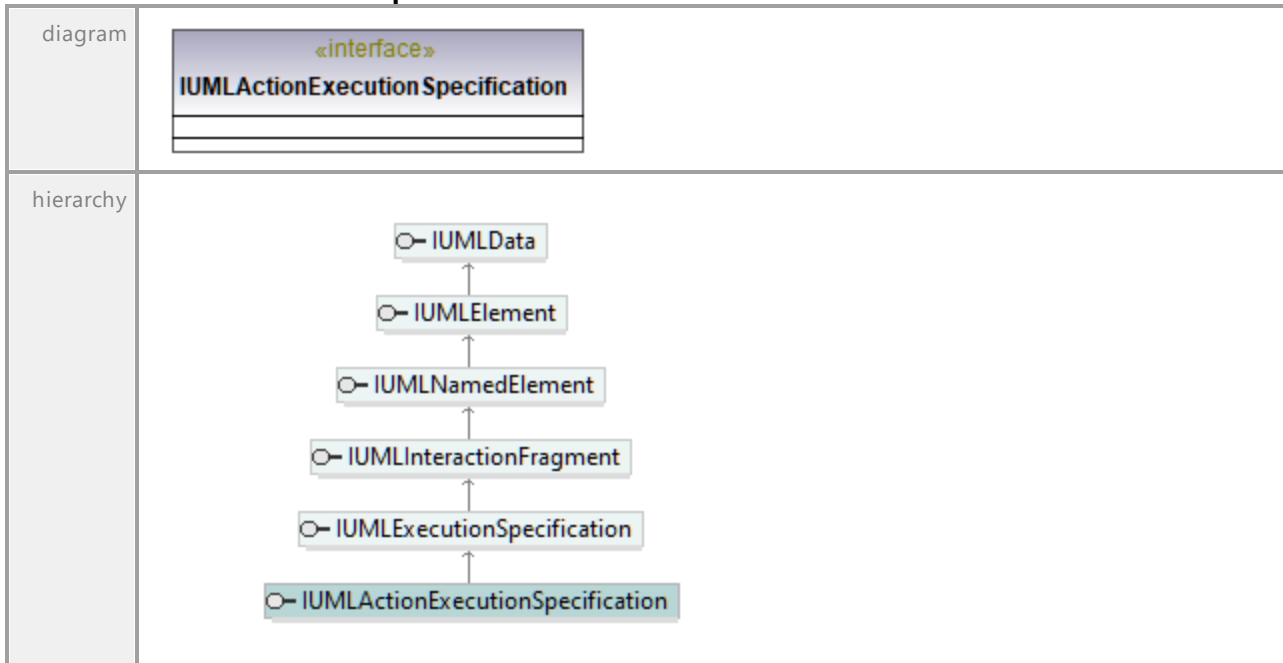 diagram
«interface»
IUMLActionExecutionSpecification
hierarchy
IUMLData
IUMLElement
IUMLNamedElement
IUMLInteractionFragment
IUMLExecutionSpecification
IUMLActionExecutionSpecification